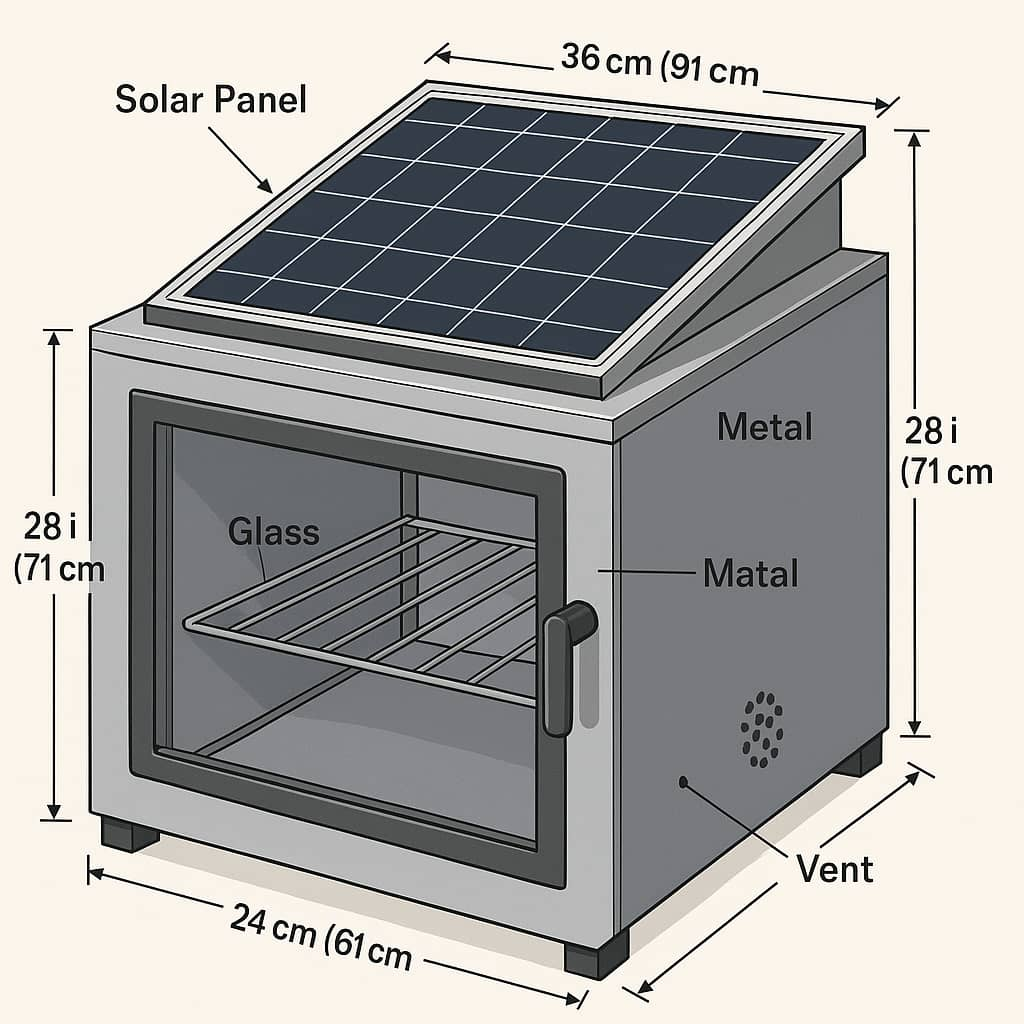 36 cm (91 cm
Solar Panel
Metal
28 i
(71 cm
28 i
(71 cm
Glass
Matal
Vent
24 cm (61 cm